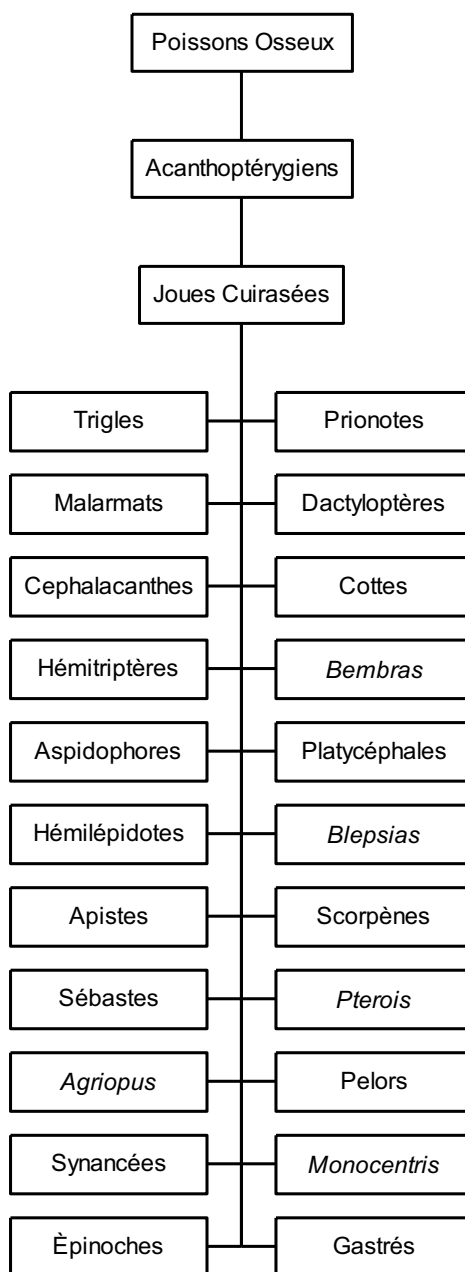 Poissons Osseux
Acanthoptérygiens
Joues Cuirasées
Trigles
Prionotes
Malarmats
Dactyloptères
Cephalacanthes
Cottes
Hémitriptères
Bembras
Aspidophores
Platycéphales
Hémilépidotes
Blepsias
Apistes
Scorpènes
Sébastes
Pterois
Agriopus
Pelors
Synancées
Monocentris
Èpinoches
Gastrés